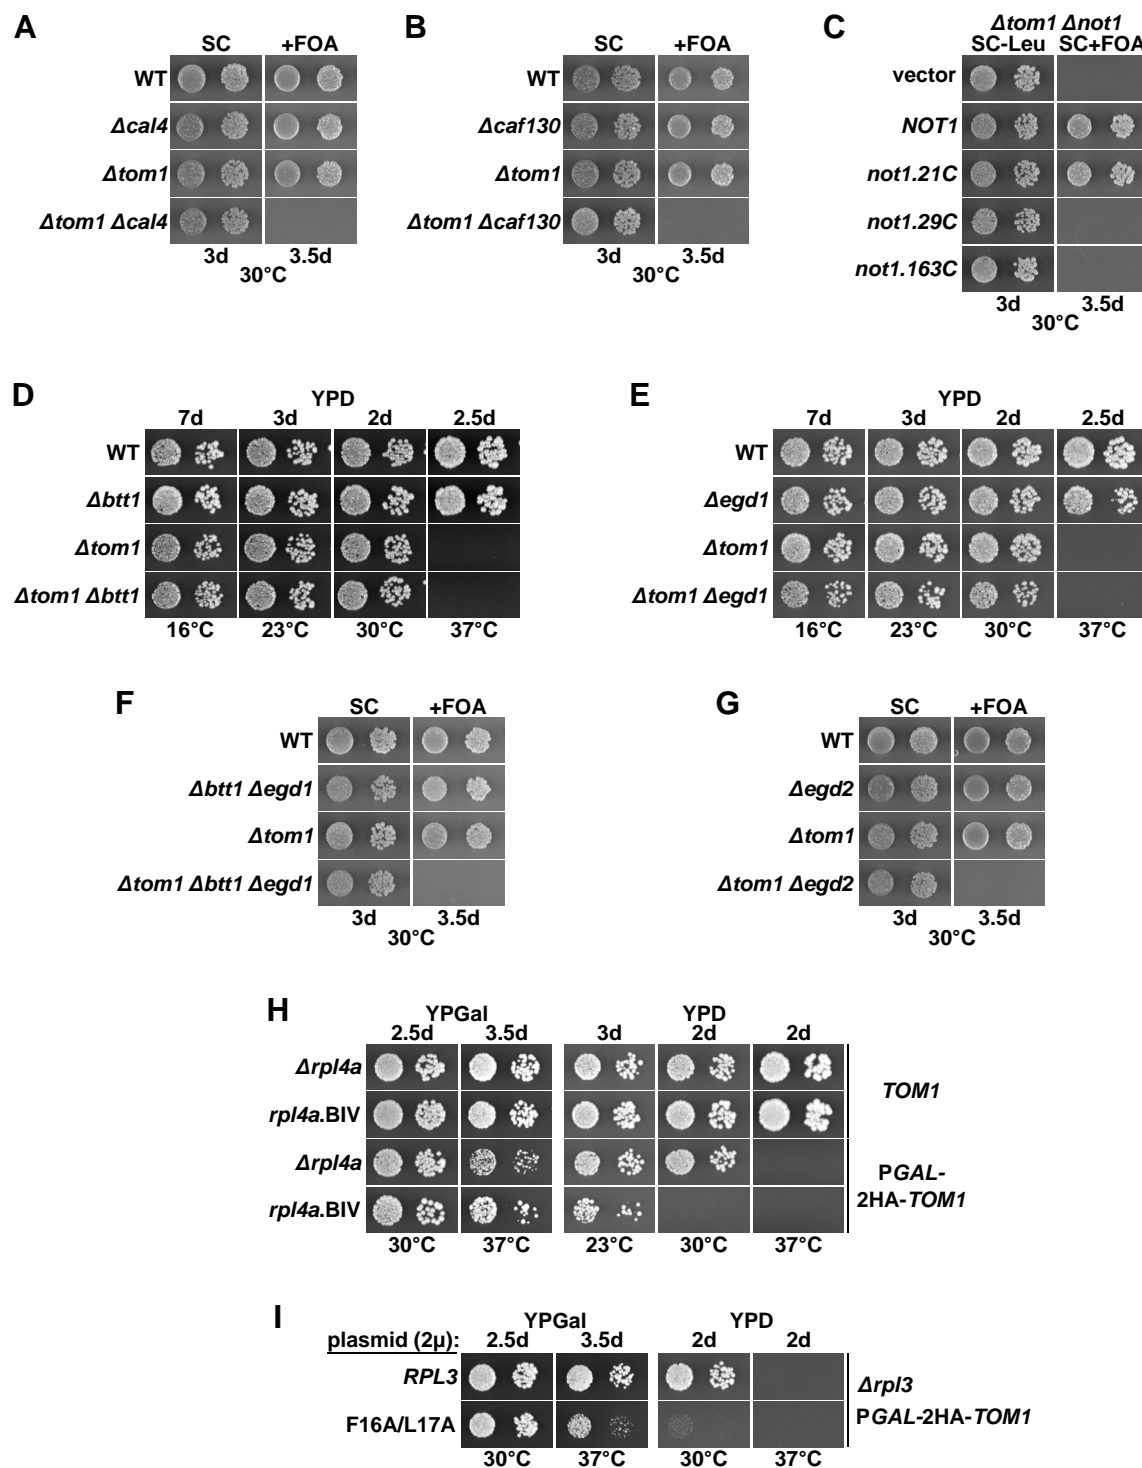 A
SC +FOA
WT
Δcal4
Δtom1
Δtom1 Δcal4
3d 3.5d
30°C
B
SC +FOA
WT
Δcaf130
Δtom1
Δtom1 Δcaf130
3d 3.5d
30°C
C
Δtom1 Δnot1
SC-Leu SC+FOA
vector
NOT1
not1.21C
not1.29C
not1.163C
3d 3.5d
30°C
D
YPD
7d 3d 2d 2.5d
WT
Δbtt1
Δtom1
Δtom1 Δbtt1
16°C 23°C 30°C 37°C
E
YPD
7d 3d 2d 2.5d
WT
Δegd1
Δtom1
Δtom1 Δegd1
16°C 23°C 30°C 37°C
F
SC +FOA
WT
Δbtt1 Δegd1
Δtom1
Δtom1 Δbtt1 Δegd1
3d 3.5d
30°C
G
SC +FOA
WT
Δegd2
Δtom1
Δtom1 Δegd2
3d 3.5d
30°C
H
YPGal YPD
2.5d 3.5d 3d 2d 2d
Δrpl4a
rpl4a.BIV
TOM1
Δrpl4a
rpl4a.BIV
PGAL-
2HA-TOM1
30°C 37°C 23°C 30°C 37°C
I
YPGal YPD
plasmid (2µ): 2.5d 3.5d 2d 2d
RPL3
F16A/L17A
Δrpl3
PGAL-2HA-TOM1
30°C 37°C 30°C 37°C